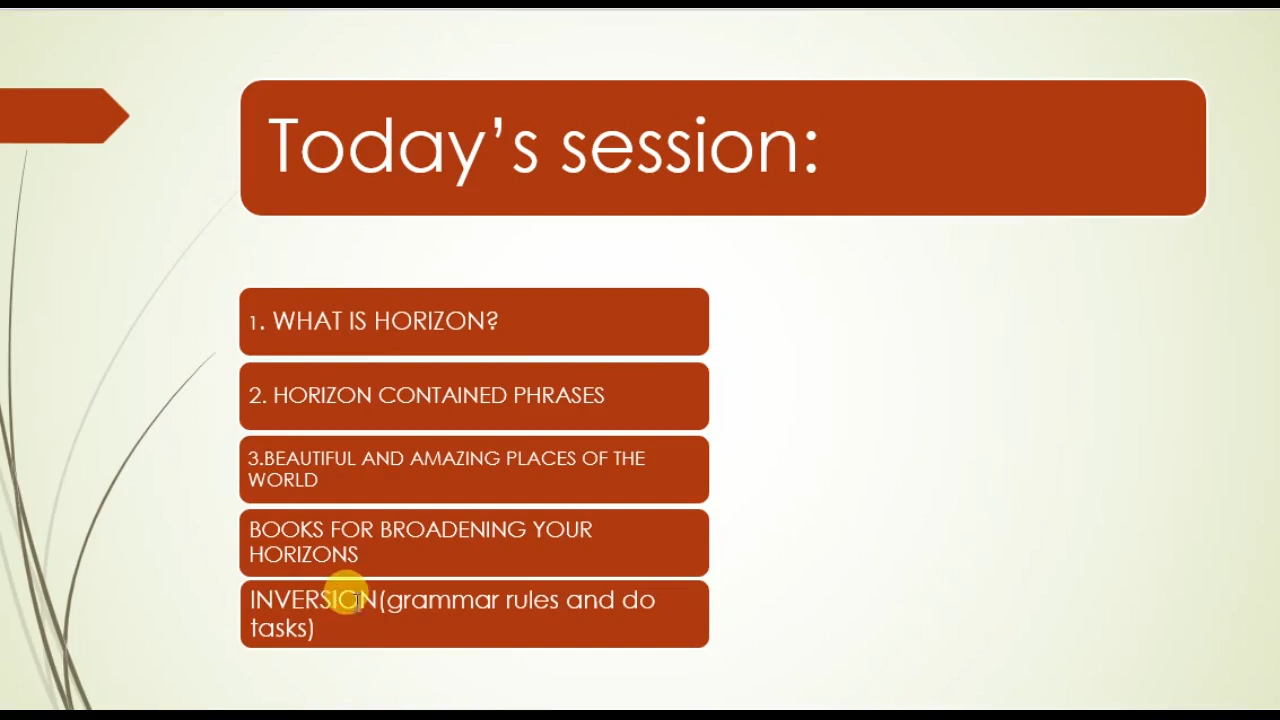 Today’s session:
1. WHAT IS HORIZON?
2. HORIZON CONTAINED PHRASES
3.BEAUTIFUL AND AMAZING PLACES OF THE
WORLD
BOOKS FOR BROADENING YOUR
HORIZONS
INVERSION(grammar rules and do
tasks)